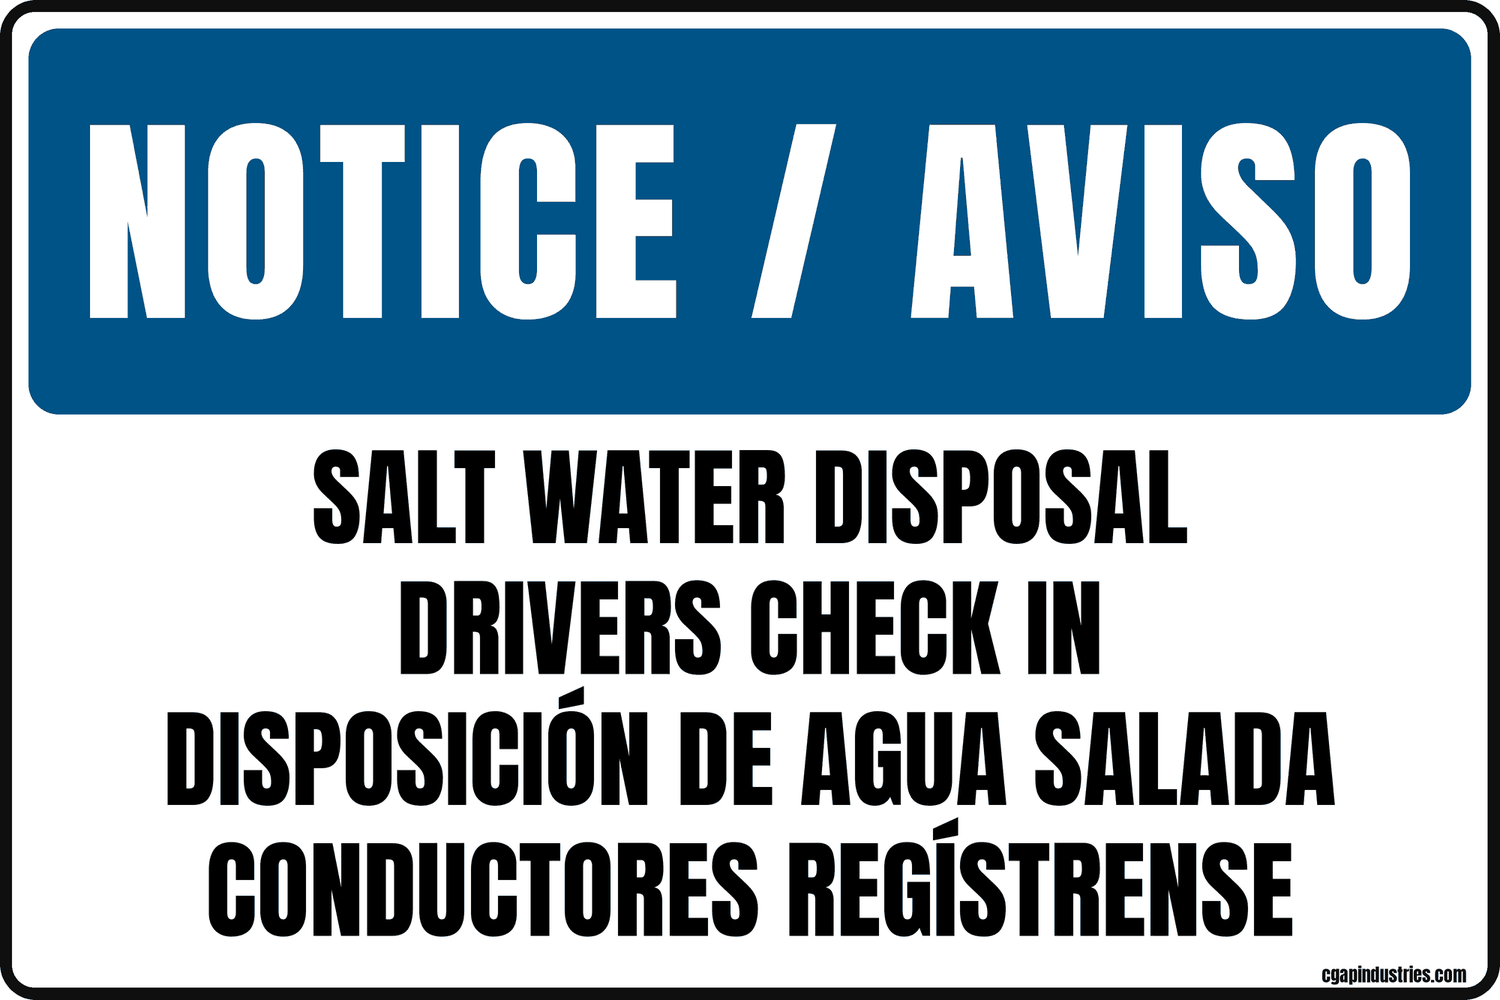 NOTICE / AVISO
SALT WATER DISPOSAL
DRIVERS CHECK IN
DISPOSICIÓN DE AGUA SALADA
CONDUCTORES REGÍSTRENSE
cgapindustries.com